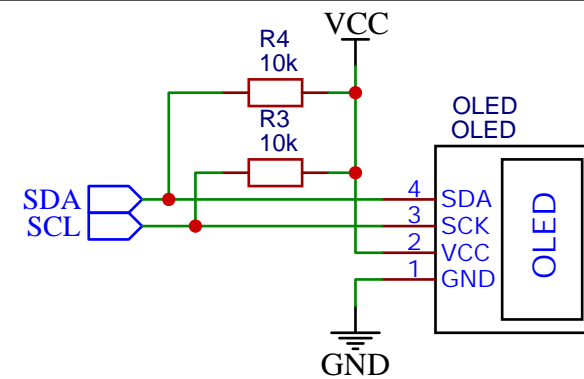 VCC
R4
10k
R3
10k
OLED
OLED
SDA
SCL
4 SDA
3 SCK
2 VCC
1 GND
OLED
GND